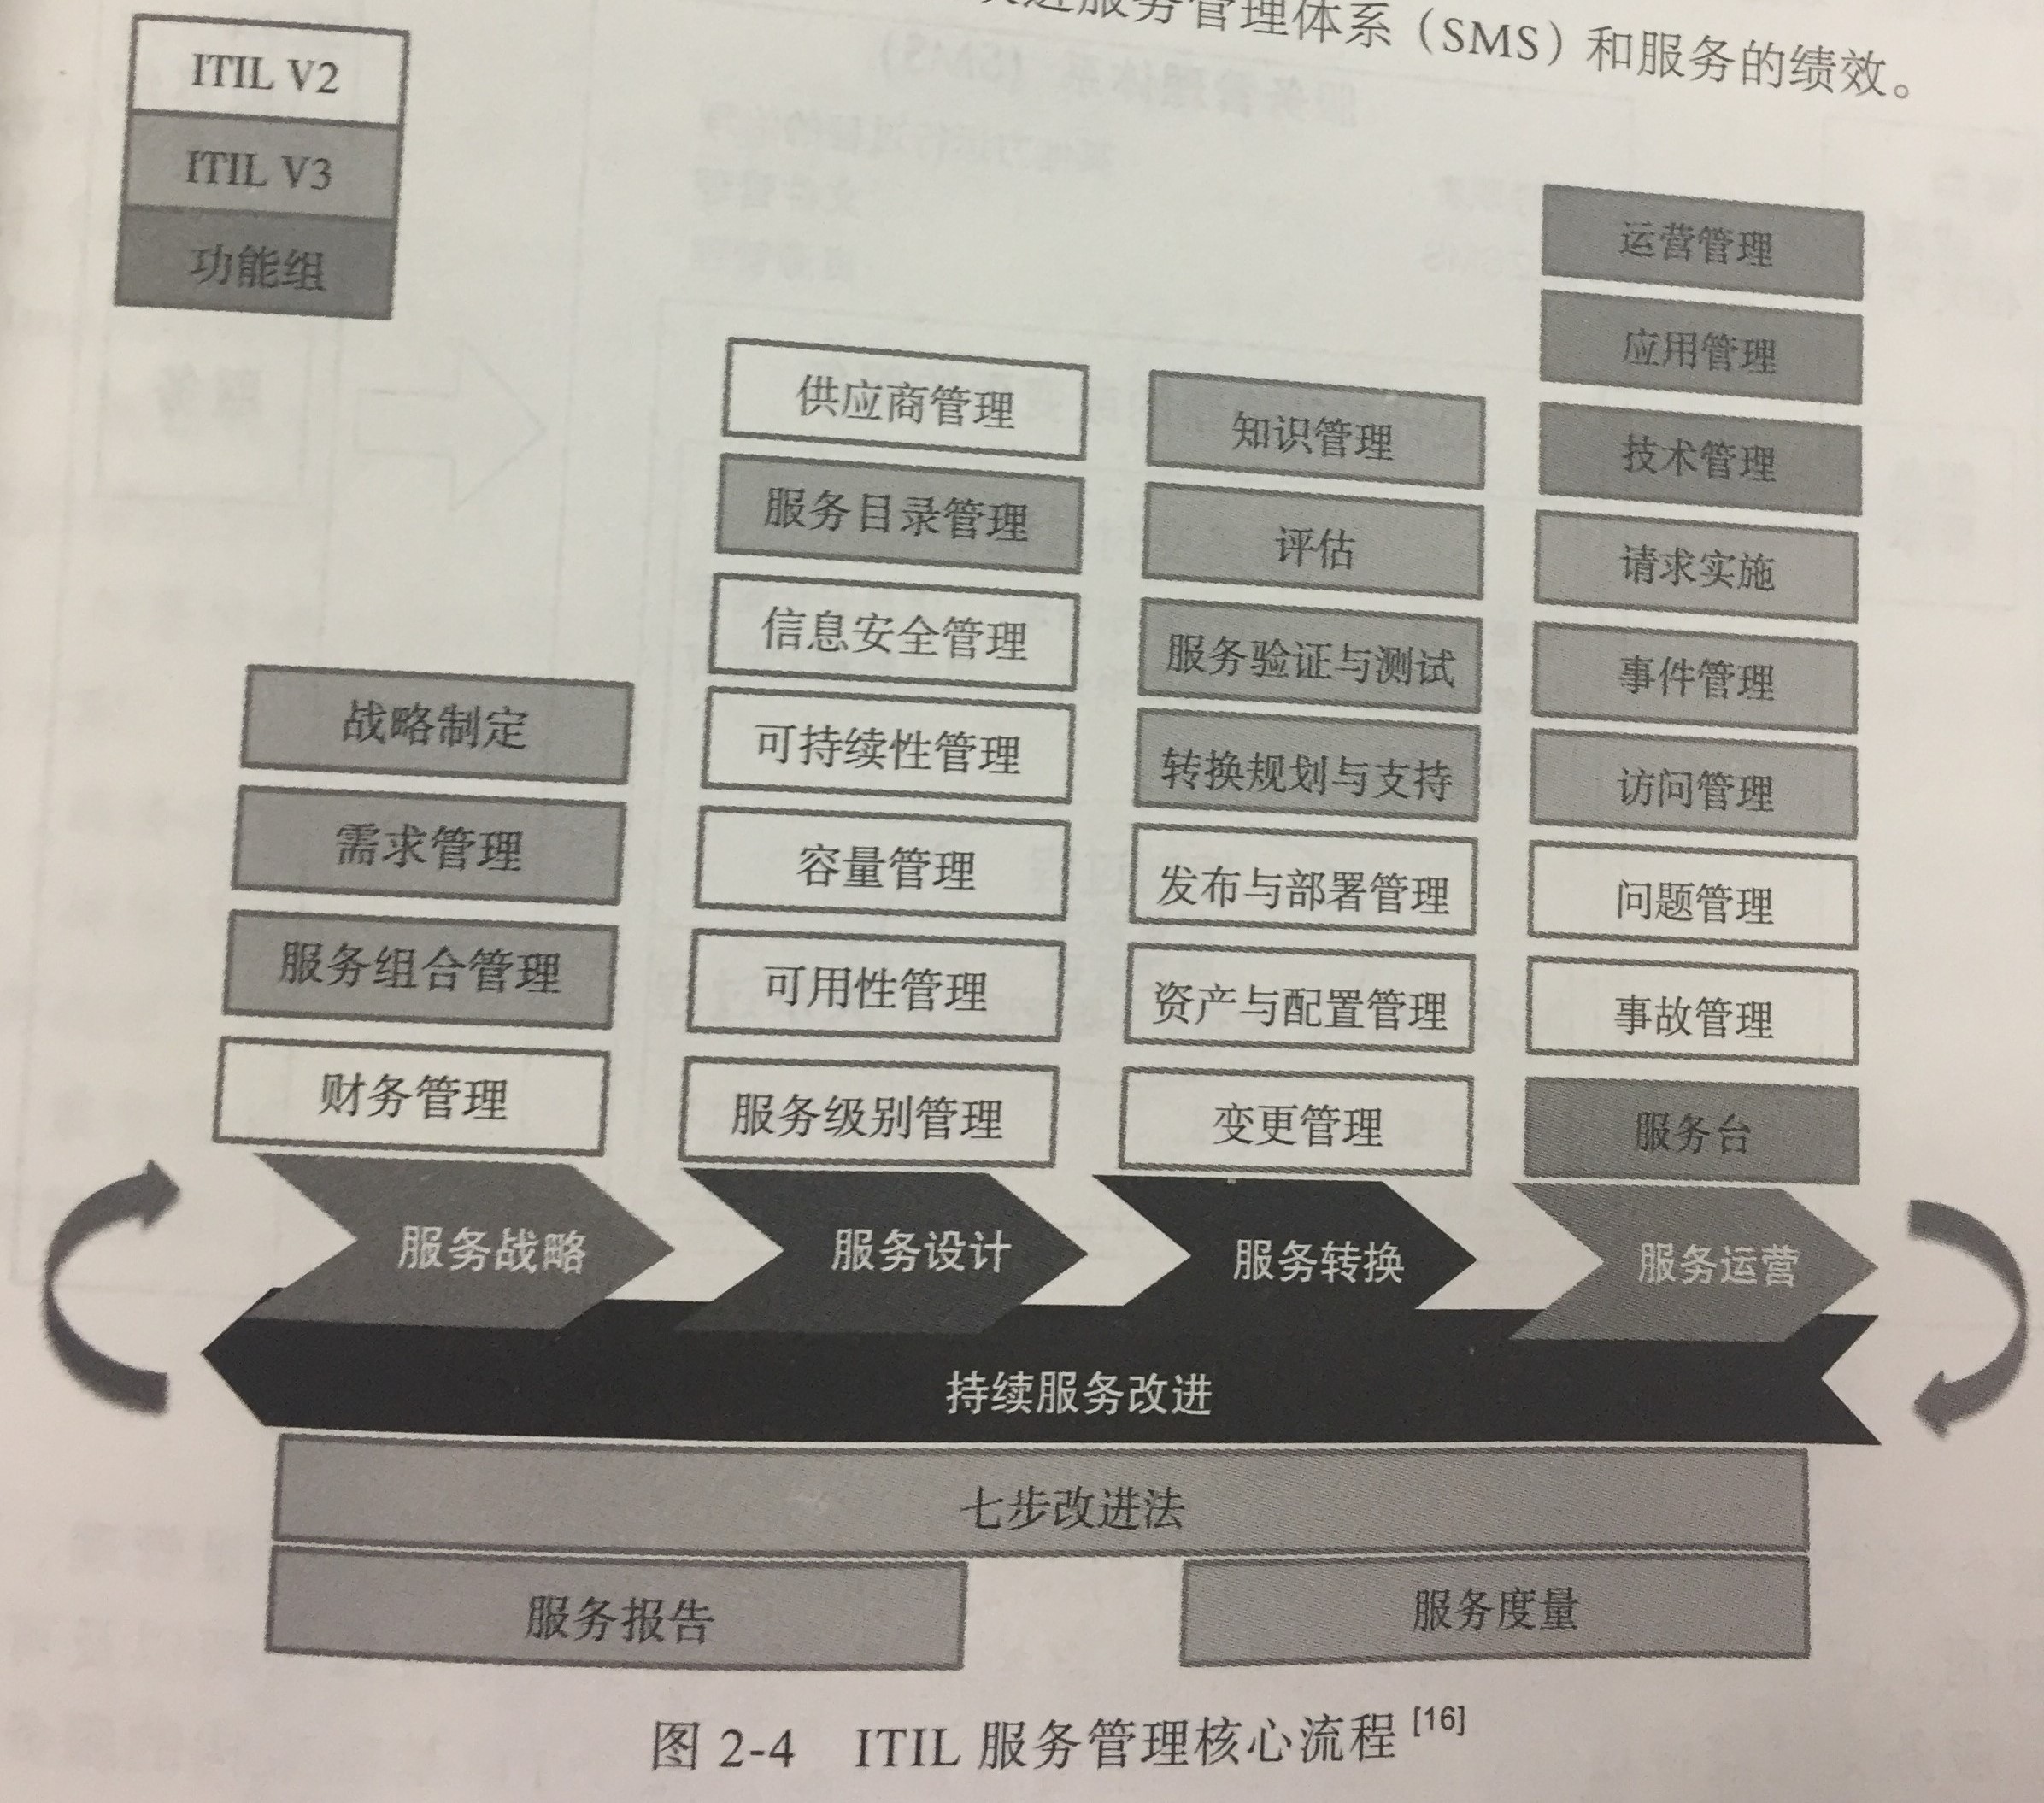 进服务管理体系（SMS）和服务的绩效。
ITIL V2
ITIL V3
功能组
战略制定
需求管理
服务组合管理
财务管理
供应商管理
服务目录管理
信息安全管理
可持续性管理
容量管理
可用性管理
服务级别管理
知识管理
评估
服务验证与测试
转换规划与支持
发布与部署管理
资产与配置管理
变更管理
运营管理
应用管理
技术管理
请求实施
事件管理
访问管理
问题管理
事故管理
服务台
服务战略
服务设计
服务转换
服务运营
持续服务改进
七步改进法
服务报告
服务度量
图 2-4 ITIL 服务管理核心流程[16]